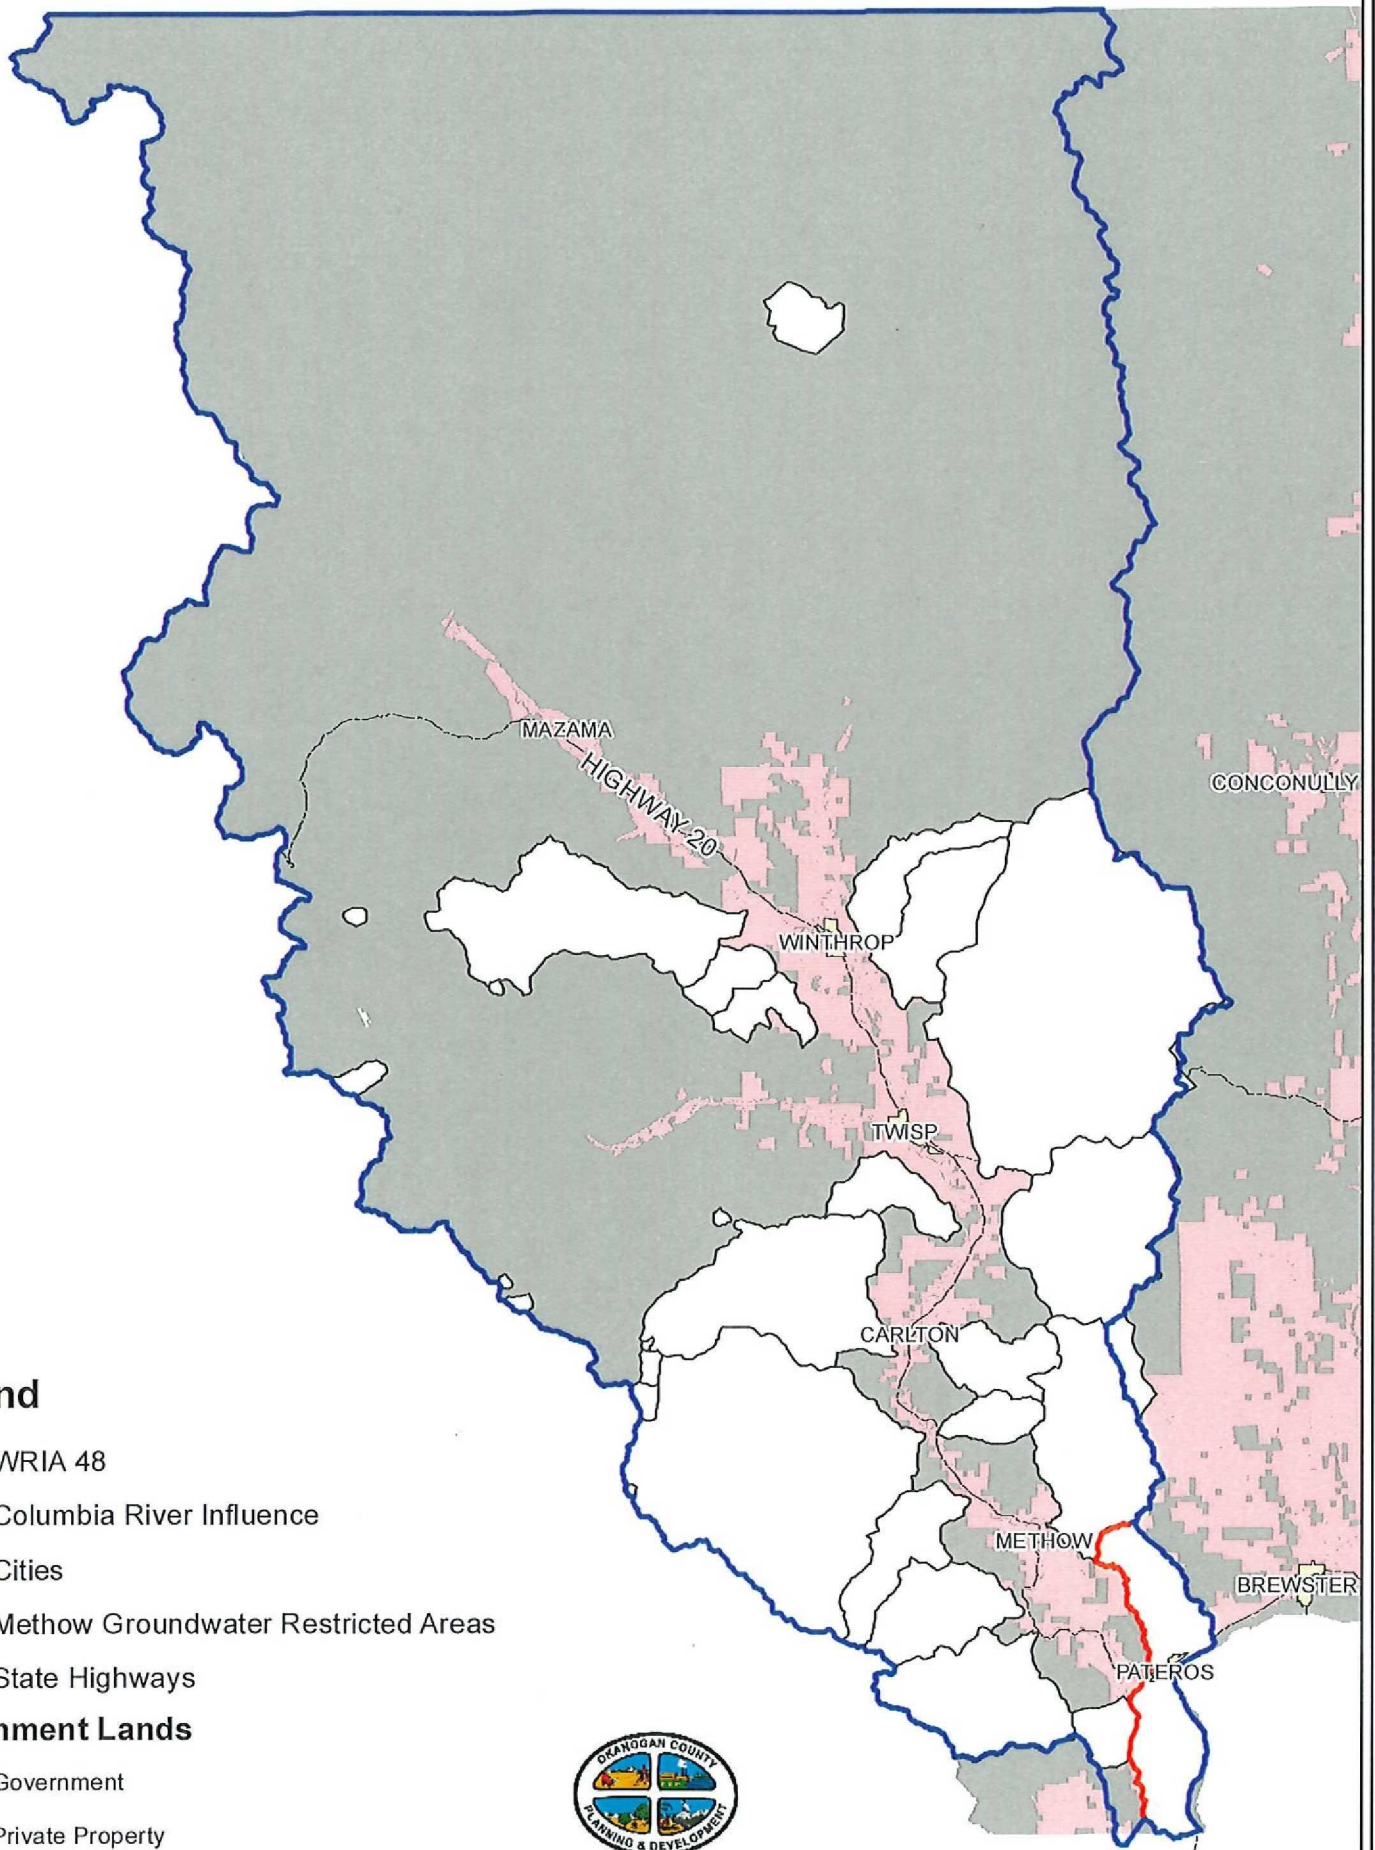 MAZAMA
HIGHWAY 20
CONCONULLY
WINTHROP
TWISP
CARLTON
METHOW
BREWSTER
PATEROS
nd
WRIA 48
Columbia River Influence
Cities
Methow Groundwater Restricted Areas
State Highways
nment Lands
Government
Private Property
OKANOGAN COUNTY
PLANNING & DEVELOPMENT